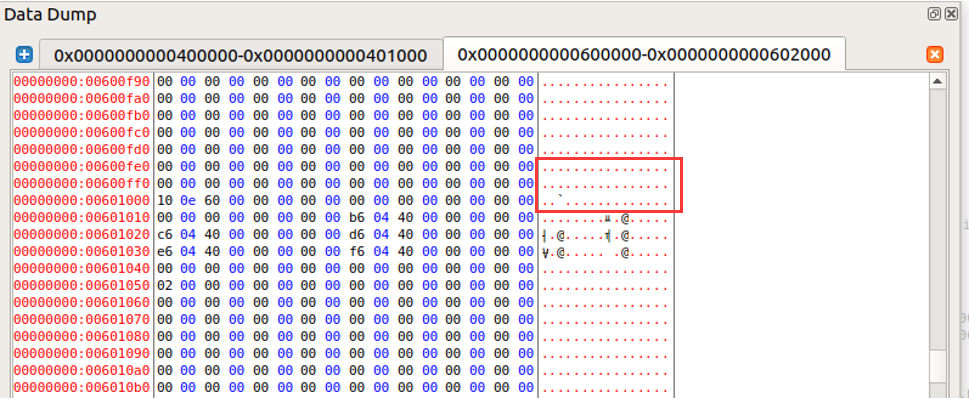 Data Dump
0x0000000000400000-0x0000000000401000 0x0000000000600000-0x0000000000602000
00000000:00600f90 00 00 00 00 00 00 00 00 00 00 00 00 00 00 00 00 ................
00000000:00600fa0 00 00 00 00 00 00 00 00 00 00 00 00 00 00 00 00 ................
00000000:00600fb0 00 00 00 00 00 00 00 00 00 00 00 00 00 00 00 00 ................
00000000:00600fc0 00 00 00 00 00 00 00 00 00 00 00 00 00 00 00 00 ................
00000000:00600fd0 00 00 00 00 00 00 00 00 00 00 00 00 00 00 00 00 ................
00000000:00600fe0 00 00 00 00 00 00 00 00 00 00 00 00 00 00 00 00 ................
00000000:00600ff0 00 00 00 00 00 00 00 00 00 00 00 00 00 00 00 00 ................
00000000:00601000 10 0e 60 00 00 00 00 00 00 00 00 00 00 00 00 00 ..`.............
00000000:00601010 00 00 00 00 00 00 00 00 b6 04 40 00 00 00 00 00 .........@.....
00000000:00601020 c6 04 40 00 00 00 00 00 d6 04 40 00 00 00 00 00 .@......@.....
00000000:00601030 e6 04 40 00 00 00 00 00 f6 04 40 00 00 00 00 00 .@..... .@.....
00000000:00601040 00 00 00 00 00 00 00 00 00 00 00 00 00 00 00 00 ................
00000000:00601050 02 00 00 00 00 00 00 00 00 00 00 00 00 00 00 00 ................
00000000:00601060 00 00 00 00 00 00 00 00 00 00 00 00 00 00 00 00 ................
00000000:00601070 00 00 00 00 00 00 00 00 00 00 00 00 00 00 00 00 ................
00000000:00601080 00 00 00 00 00 00 00 00 00 00 00 00 00 00 00 00 ................
00000000:00601090 00 00 00 00 00 00 00 00 00 00 00 00 00 00 00 00 ................
00000000:006010a0 00 00 00 00 00 00 00 00 00 00 00 00 00 00 00 00 ................
00000000:006010b0 00 00 00 00 00 00 00 00 00 00 00 00 00 00 00 00 ................